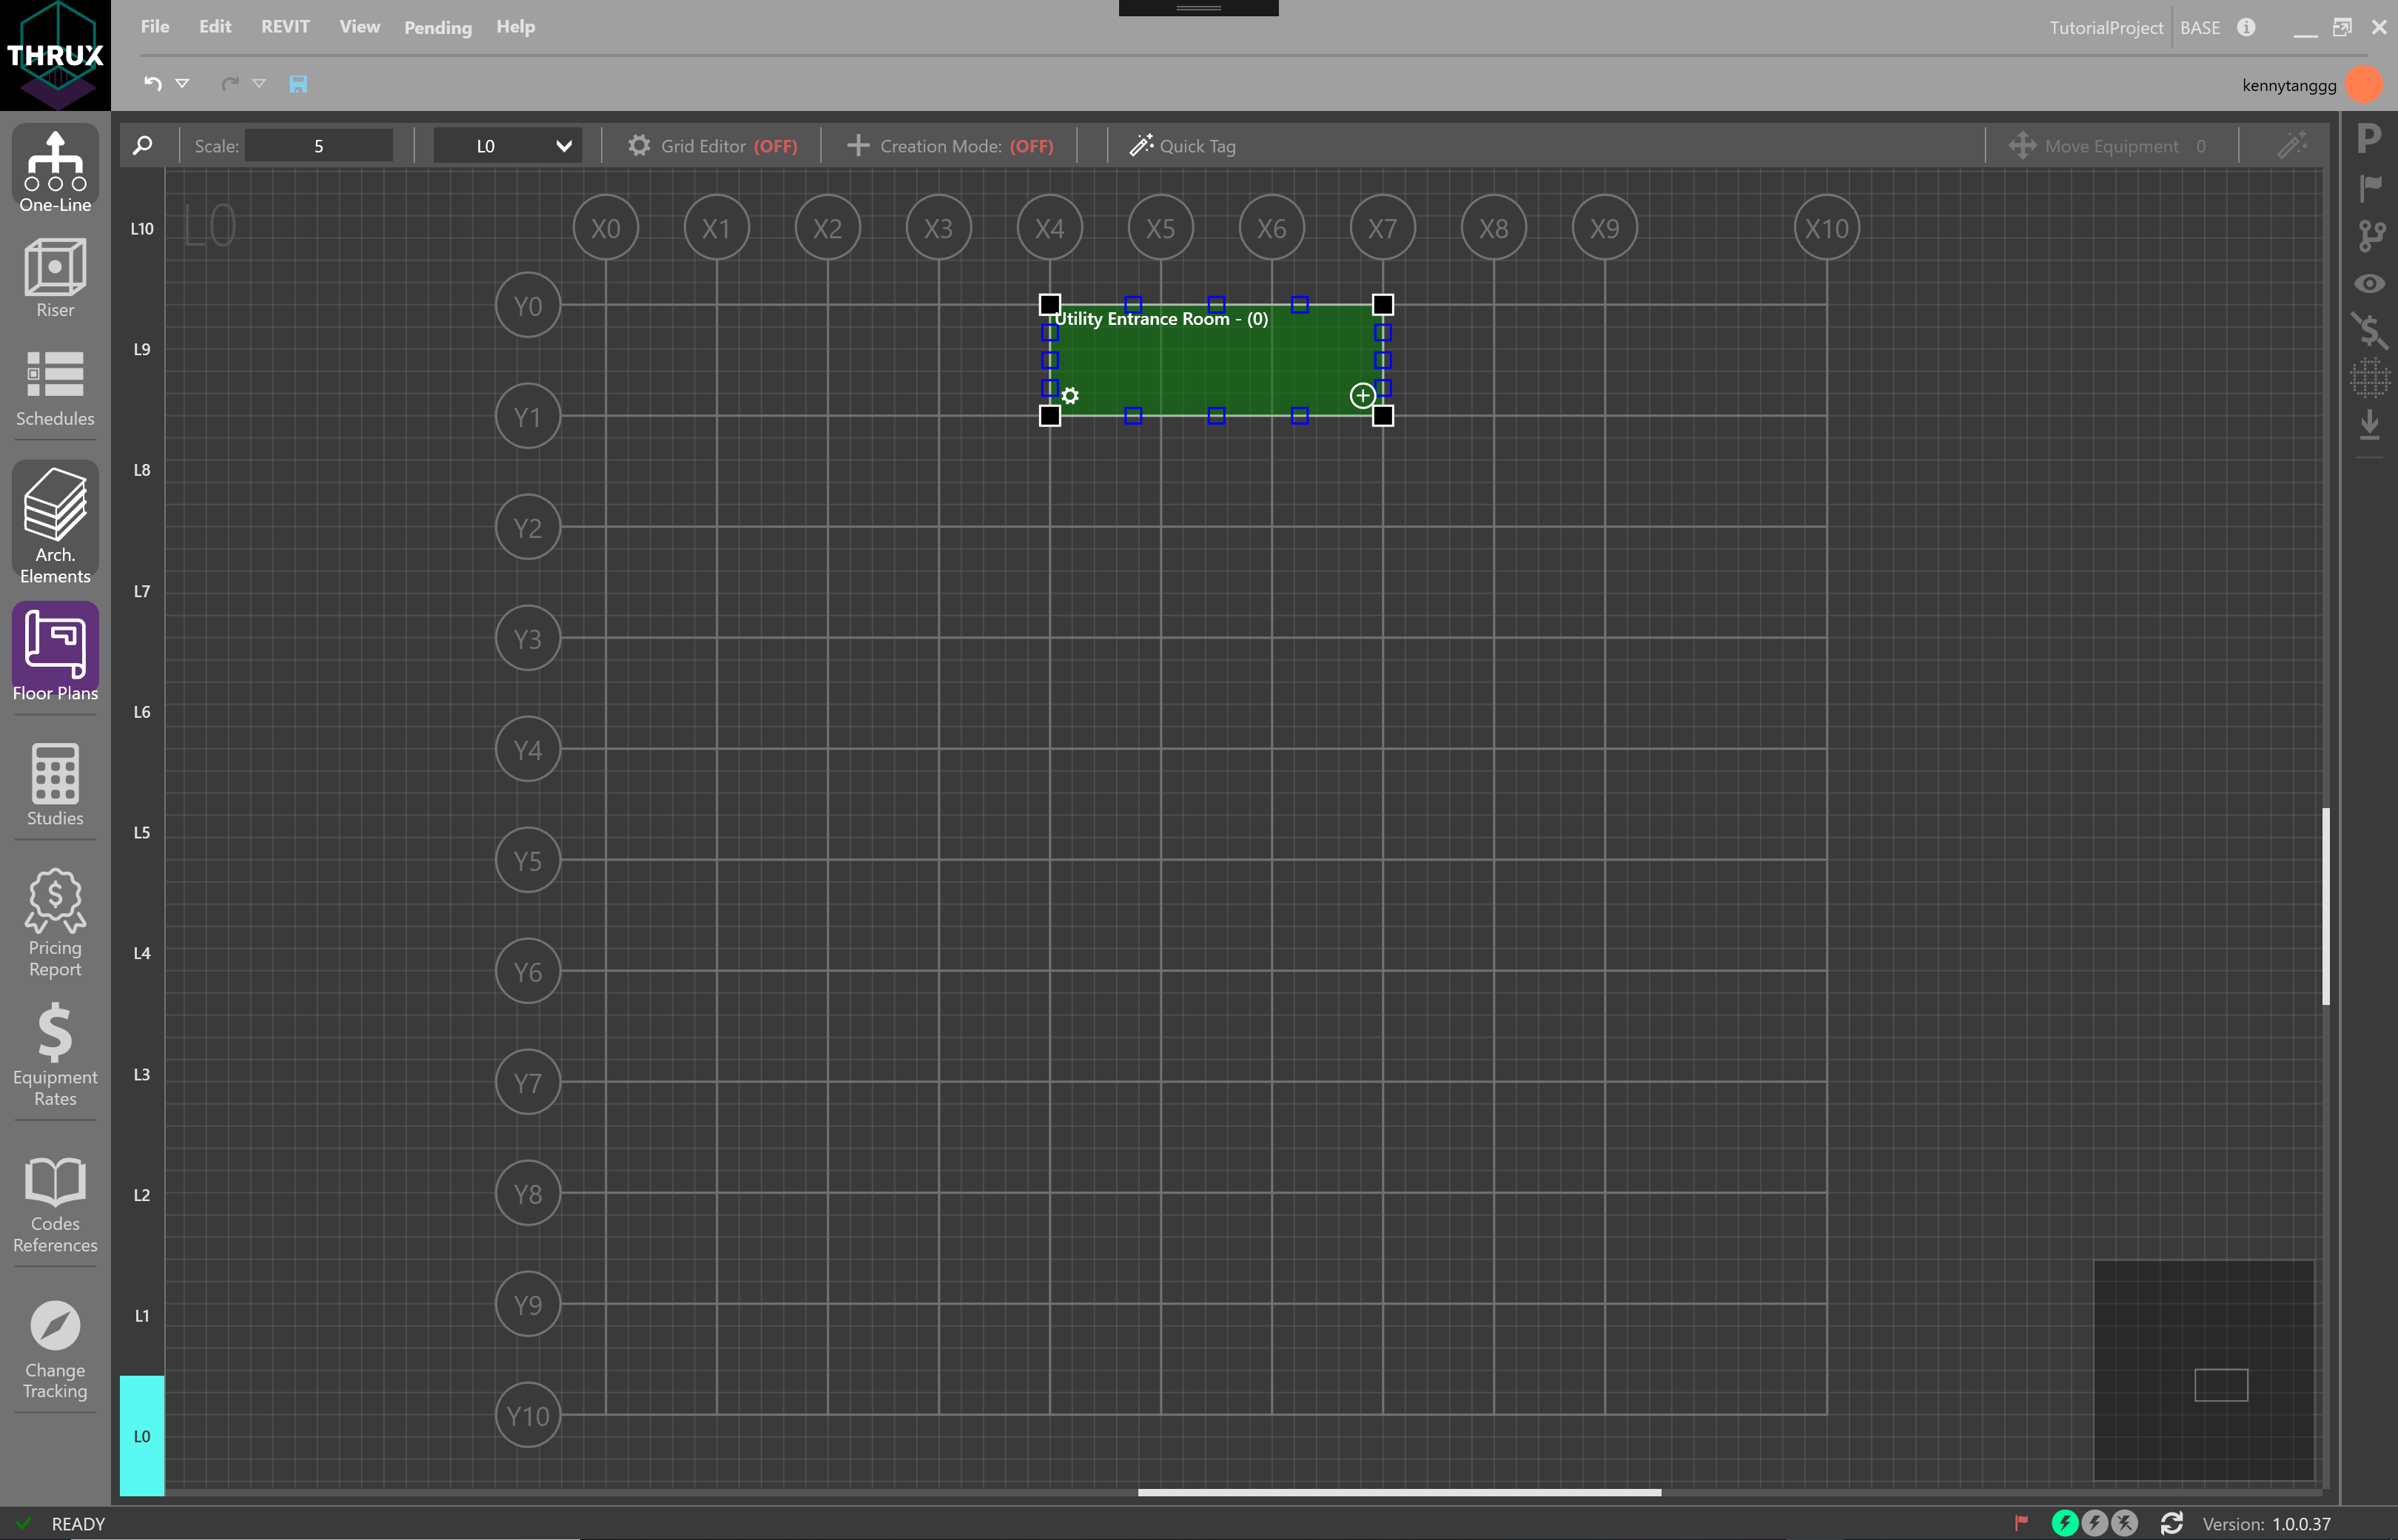 THRUX
File Edit REVIT View Pending Help
TutorialProject BASE
kennytanggg
Scale: 5 L0 Grid Editor (OFF) Creation Mode: (OFF) Quick Tag Move Equipment 0
One-Line
Riser
Schedules
Arch.
Elements
Floor Plans
Studies
Pricing
Report
Equipment
Rates
Codes
References
Change
Tracking
L10
L9
L8
L7
L6
L5
L4
L3
L2
L1
L0
L0
X0 X1 X2 X3 X4 X5 X6 X7 X8 X9 X10
Y0
Utility Entrance Room - (0)
Y1
Y2
Y3
Y4
Y5
Y6
Y7
Y8
Y9
Y10
P
READY
Version: 1.0.0.37